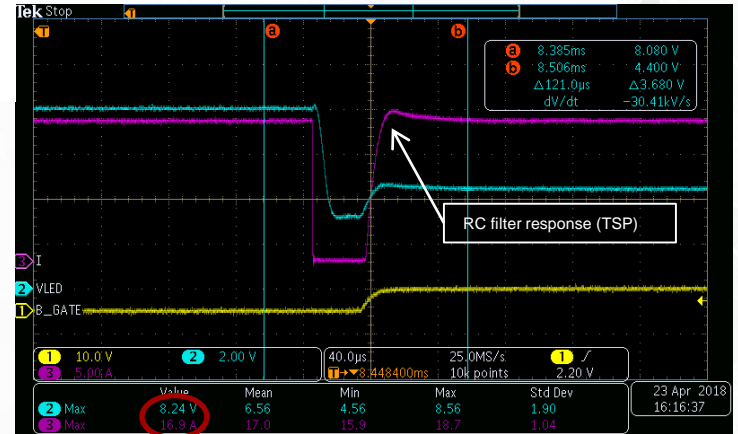 Tek Stop
T
T
a
b
a 8.385ms 8.080 V
b 8.506ms 4.400 V
Δ121.0µs Δ3.680 V
dV/dt −30.41kV/s
RC filter response (TSP)
3 I
2 VLED
1 B_GATE
1 10.0 V 2 2.00 V 40.0µs 25.0MS/s 1
3 5.00 A T→▼8.448400ms 10k points 2.20 V
Value Mean Min Max Std Dev
2 Max 8.24 V 6.56 4.56 8.56 1.90
3 Max 16.9 A 17.0 15.9 18.7 1.04
23 Apr 2018
16:16:37